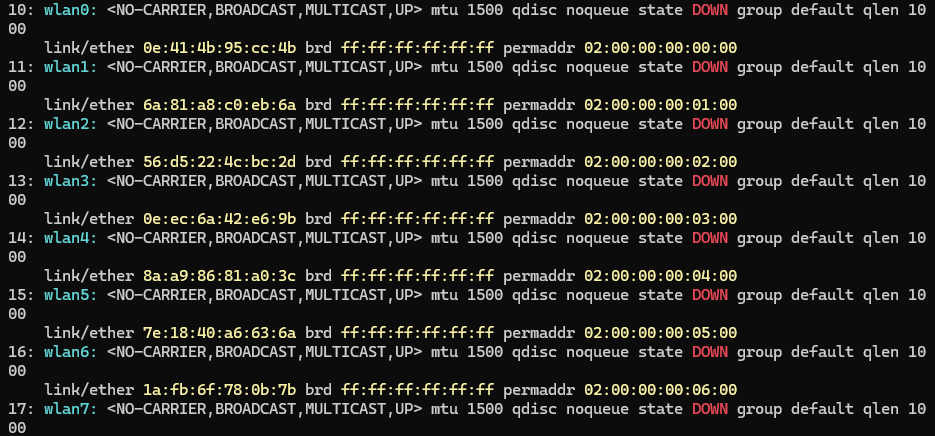 10: wlan0: <NO-CARRIER,BROADCAST,MULTICAST,UP> mtu 1500 qdisc noqueue state DOWN group default qlen 10
00
    link/ether 0e:41:4b:95:cc:4b brd ff:ff:ff:ff:ff:ff permaddr 02:00:00:00:00:00
11: wlan1: <NO-CARRIER,BROADCAST,MULTICAST,UP> mtu 1500 qdisc noqueue state DOWN group default qlen 10
00
    link/ether 6a:81:a8:c0:eb:6a brd ff:ff:ff:ff:ff:ff permaddr 02:00:00:00:01:00
12: wlan2: <NO-CARRIER,BROADCAST,MULTICAST,UP> mtu 1500 qdisc noqueue state DOWN group default qlen 10
00
    link/ether 56:d5:22:4c:bc:2d brd ff:ff:ff:ff:ff:ff permaddr 02:00:00:00:02:00
13: wlan3: <NO-CARRIER,BROADCAST,MULTICAST,UP> mtu 1500 qdisc noqueue state DOWN group default qlen 10
00
    link/ether 0e:ec:6a:42:e6:9b brd ff:ff:ff:ff:ff:ff permaddr 02:00:00:00:03:00
14: wlan4: <NO-CARRIER,BROADCAST,MULTICAST,UP> mtu 1500 qdisc noqueue state DOWN group default qlen 10
00
    link/ether 8a:a9:86:81:a0:3c brd ff:ff:ff:ff:ff:ff permaddr 02:00:00:00:04:00
15: wlan5: <NO-CARRIER,BROADCAST,MULTICAST,UP> mtu 1500 qdisc noqueue state DOWN group default qlen 10
00
    link/ether 7e:18:40:a6:63:6a brd ff:ff:ff:ff:ff:ff permaddr 02:00:00:00:05:00
16: wlan6: <NO-CARRIER,BROADCAST,MULTICAST,UP> mtu 1500 qdisc noqueue state DOWN group default qlen 10
00
    link/ether 1a:fb:6f:78:0b:7b brd ff:ff:ff:ff:ff:ff permaddr 02:00:00:00:06:00
17: wlan7: <NO-CARRIER,BROADCAST,MULTICAST,UP> mtu 1500 qdisc noqueue state DOWN group default qlen 10
00